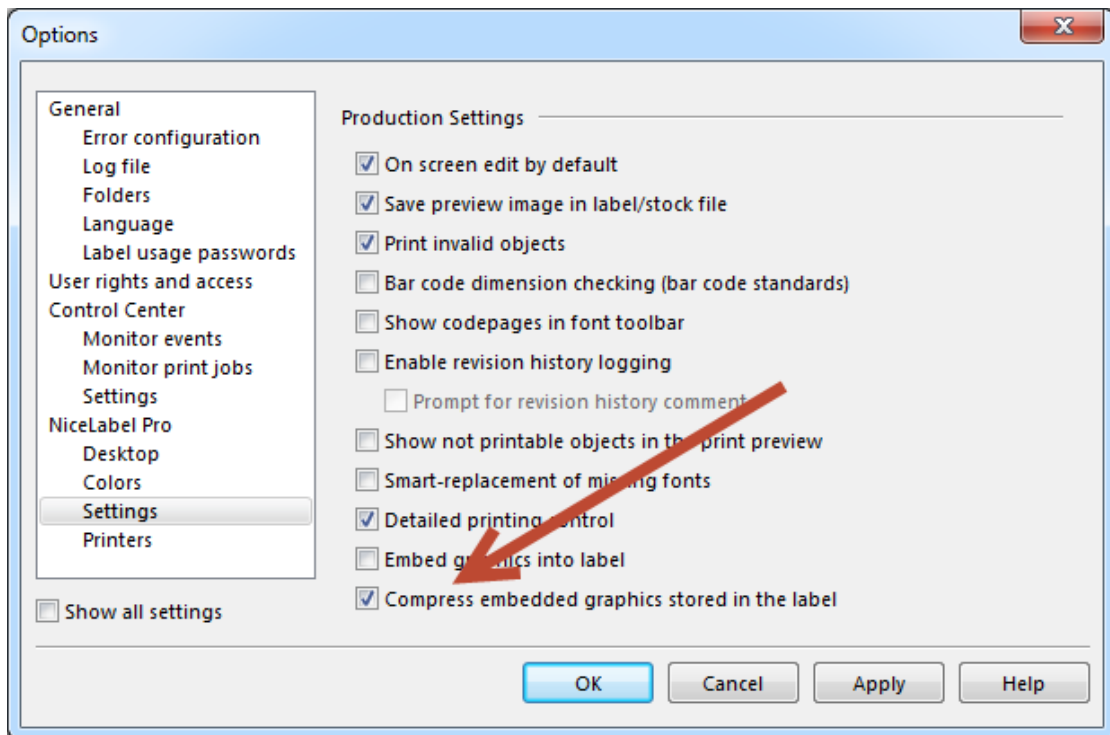 Options
General
Error configuration
Log file
Folders
Language
Label usage passwords
User rights and access
Control Center
Monitor events
Monitor print jobs
Settings
NiceLabel Pro
Desktop
Colors
Settings
Printers
Show all settings
Production Settings
On screen edit by default
Save preview image in label/stock file
Print invalid objects
Bar code dimension checking (bar code standards)
Show codepages in font toolbar
Enable revision history logging
Prompt for revision history comment
Show not printable objects in the print preview
Smart-replacement of missing fonts
Detailed printing control
Embed graphics into label
Compress embedded graphics stored in the label
OK
Cancel
Apply
Help